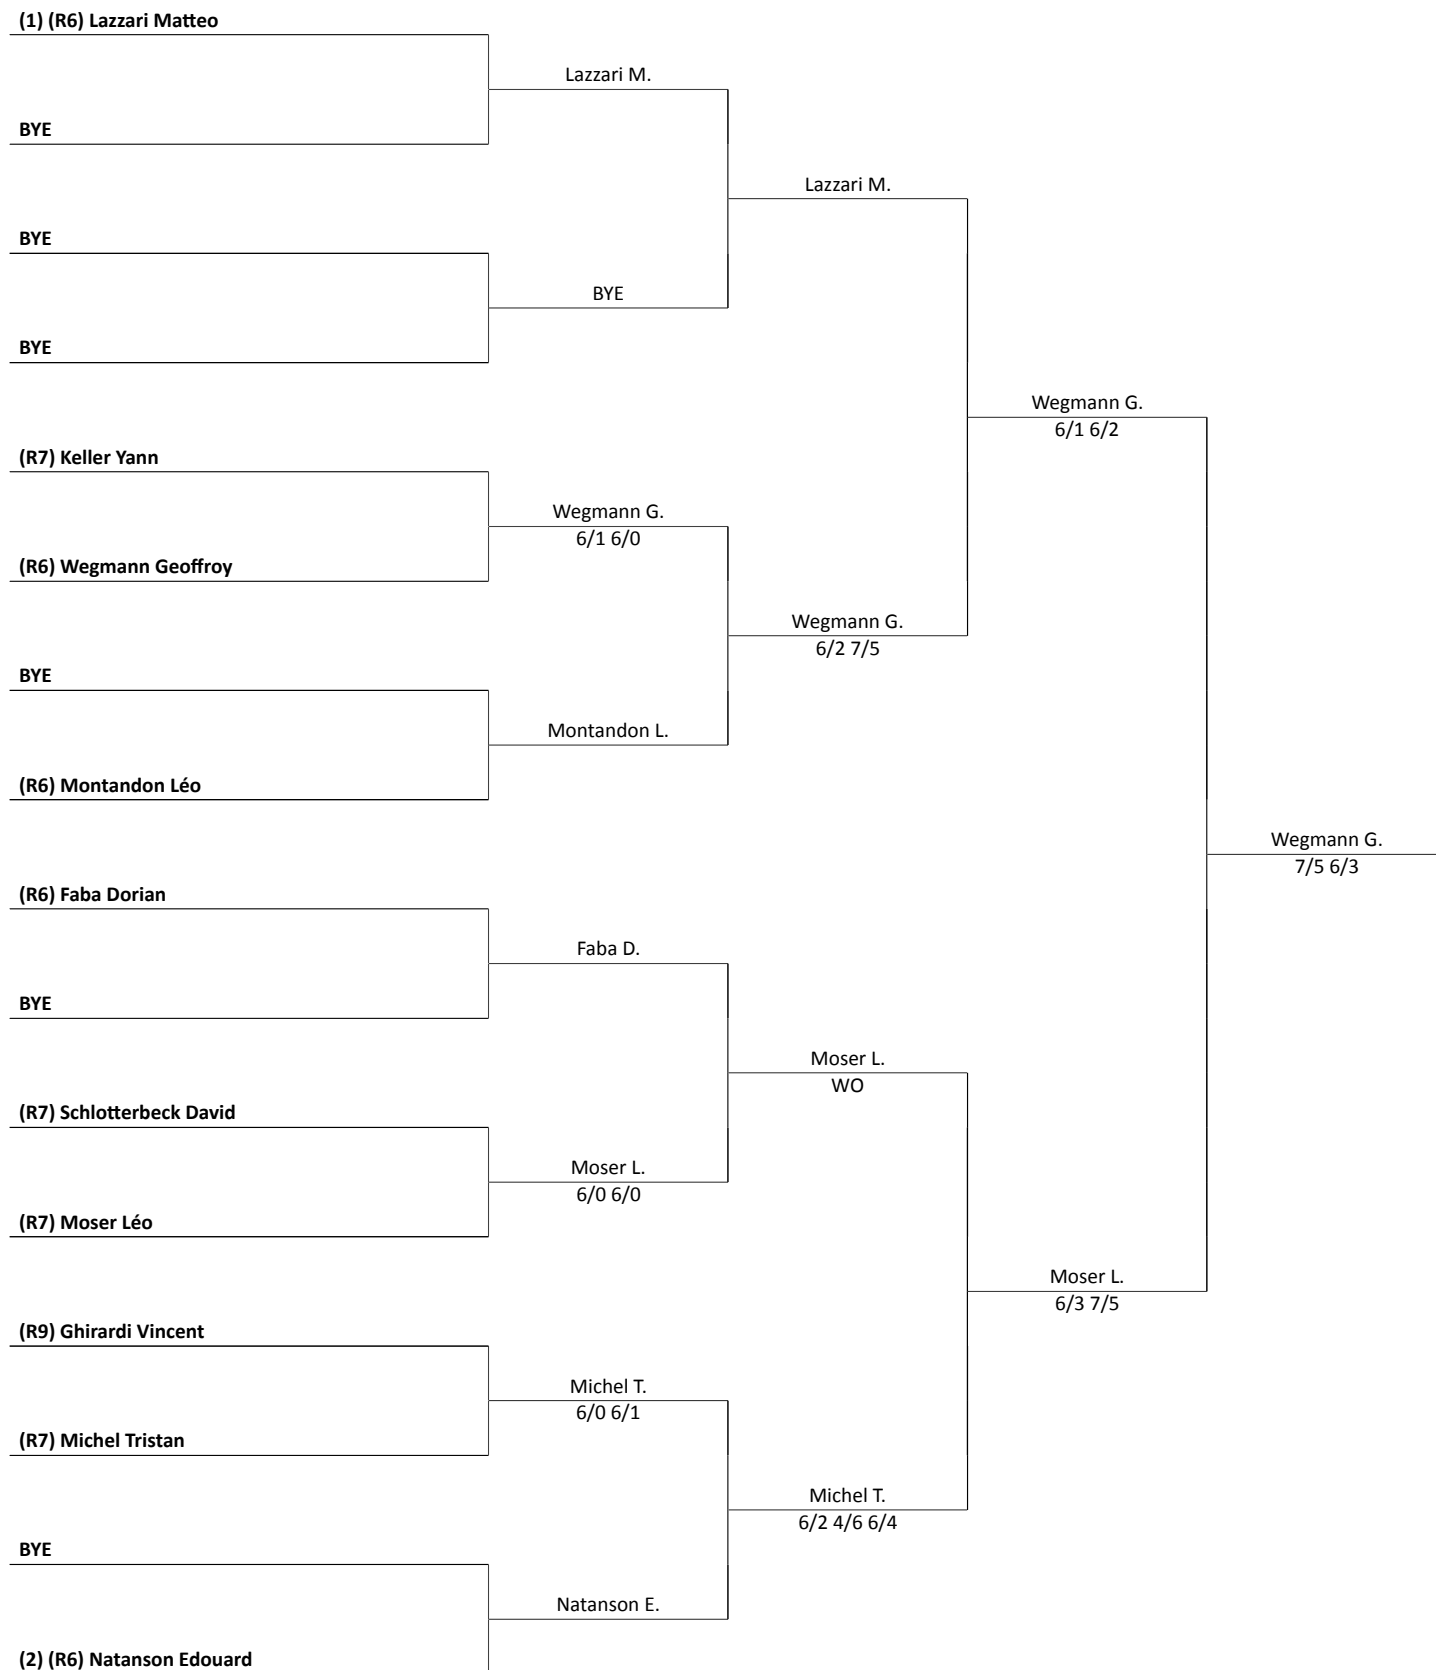 (1) (R6) Lazzari Matteo
Lazzari M.
BYE
Lazzari M.
BYE
BYE
BYE
Wegmann G.
6/1 6/2
(R7) Keller Yann
Wegmann G.
6/1 6/0
(R6) Wegmann Geoffroy
Wegmann G.
6/2 7/5
BYE
Montandon L.
(R6) Montandon Léo
Wegmann G.
7/5 6/3
(R6) Faba Dorian
Faba D.
BYE
Moser L.
WO
(R7) Schlotterbeck David
Moser L.
6/0 6/0
(R7) Moser Léo
Moser L.
6/3 7/5
(R9) Ghirardi Vincent
Michel T.
6/0 6/1
(R7) Michel Tristan
Michel T.
6/2 4/6 6/4
BYE
Natanson E.
(2) (R6) Natanson Edouard